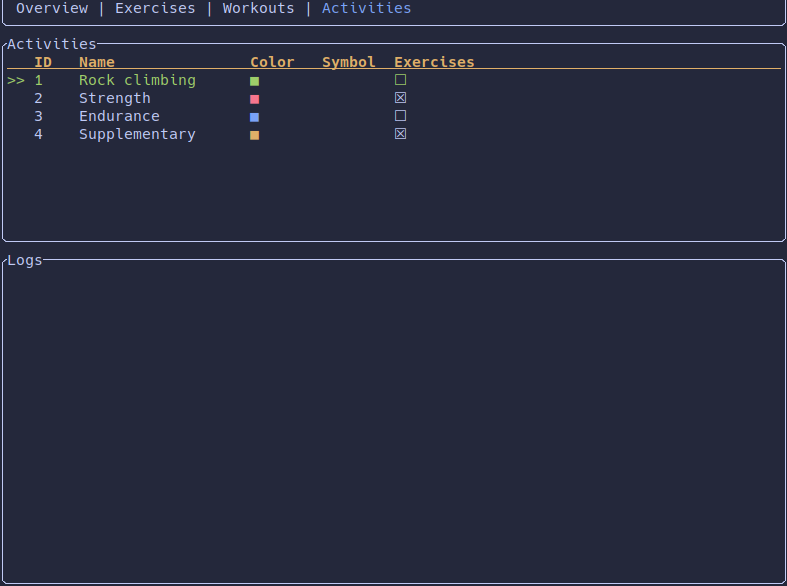 Overview | Exercises | Workouts | Activities
Activities
ID Name Color Symbol Exercises
>> 1 Rock climbing ■ ☐
2 Strength ■ ☒
3 Endurance ■ ☐
4 Supplementary ■ ☒
Logs